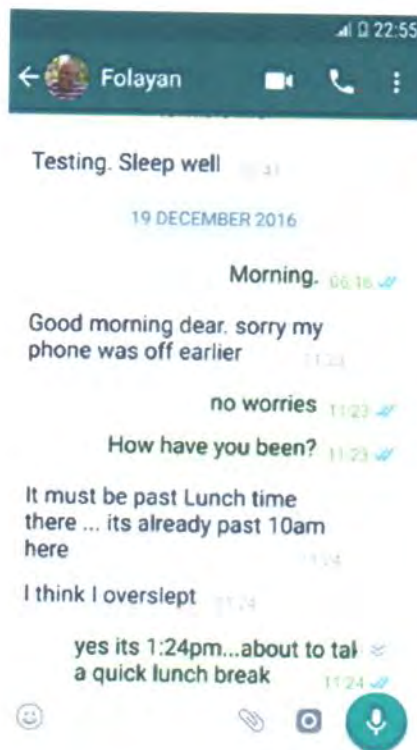 22:55
Folayan
Testing. Sleep well
19 DECEMBER 2016
Morning. 06:16
Good morning dear. sorry my
phone was off earlier 11:23
no worries 11:23
How have you been? 11:23
It must be past Lunch time
there ... its already past 10am
here 11:24
I think I overslept 11:24
yes its 1:24pm...about to tak
a quick lunch break 11:24